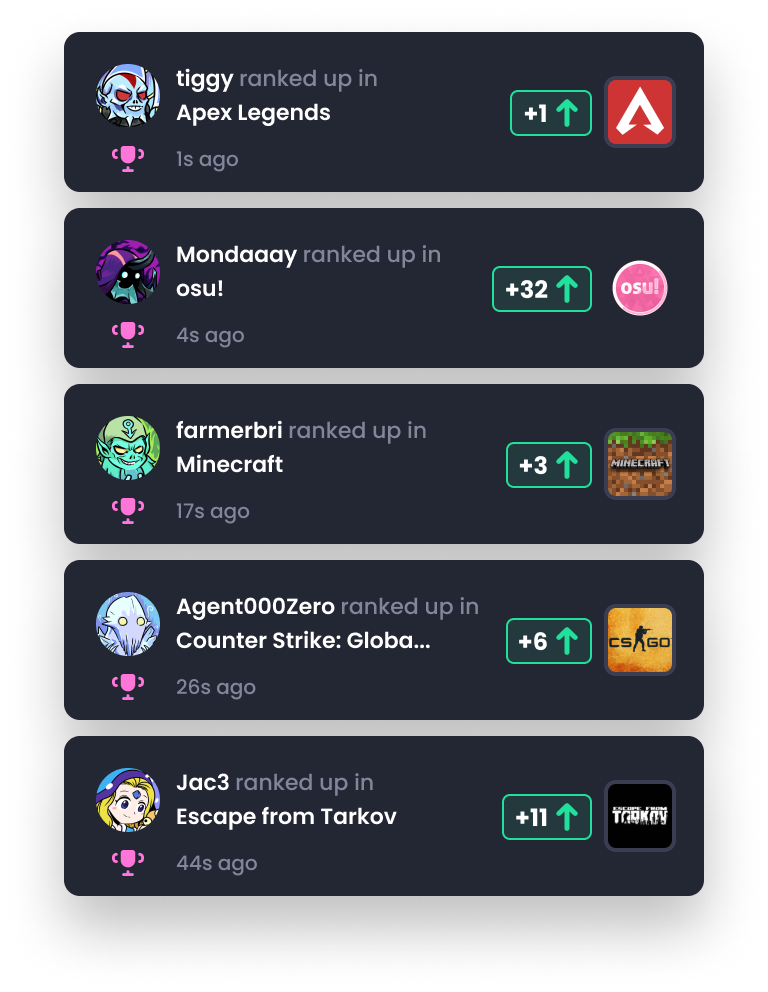 tiggy ranked up in
Apex Legends
+1
1s ago
Mondaaay ranked up in
osu!
+32
osu!
4s ago
farmerbri ranked up in
Minecraft
+3
MINECRAFT
17s ago
Agent000Zero ranked up in
Counter Strike: Globa...
+6
CS GO
26s ago
Jac3 ranked up in
Escape from Tarkov
+11
ESCAPE FROM
TARKOV
44s ago